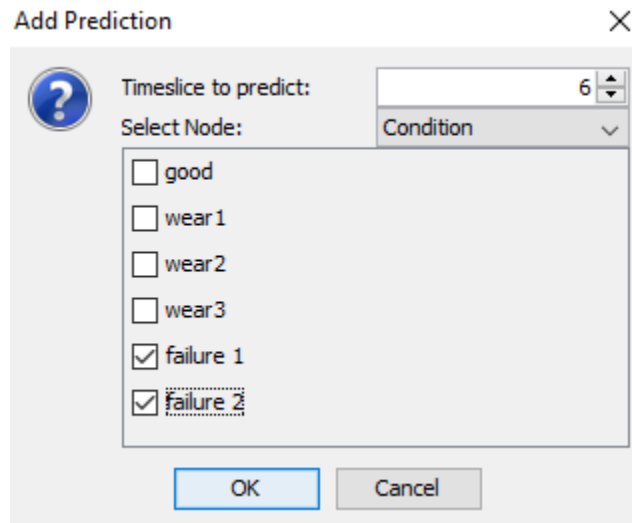 Add Prediction
?
Timeslice to predict: 6
Select Node: Condition
good
wear1
wear2
wear3
failure 1
failure 2
OK Cancel